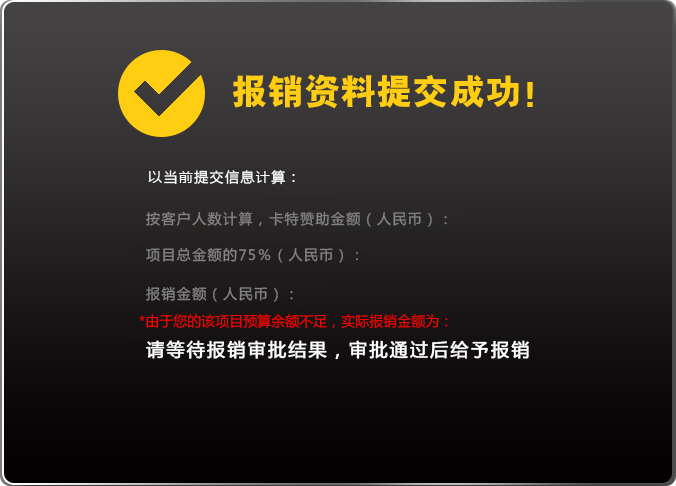 报销资料提交成功!
以当前提交信息计算：
按客户人数计算，卡特赞助金额（人民币）：
项目总金额的75%（人民币）：
报销金额（人民币）：
*由于您的该项目预算余额不足，实际报销金额为：
请等待报销审批结果，审批通过后给予报销